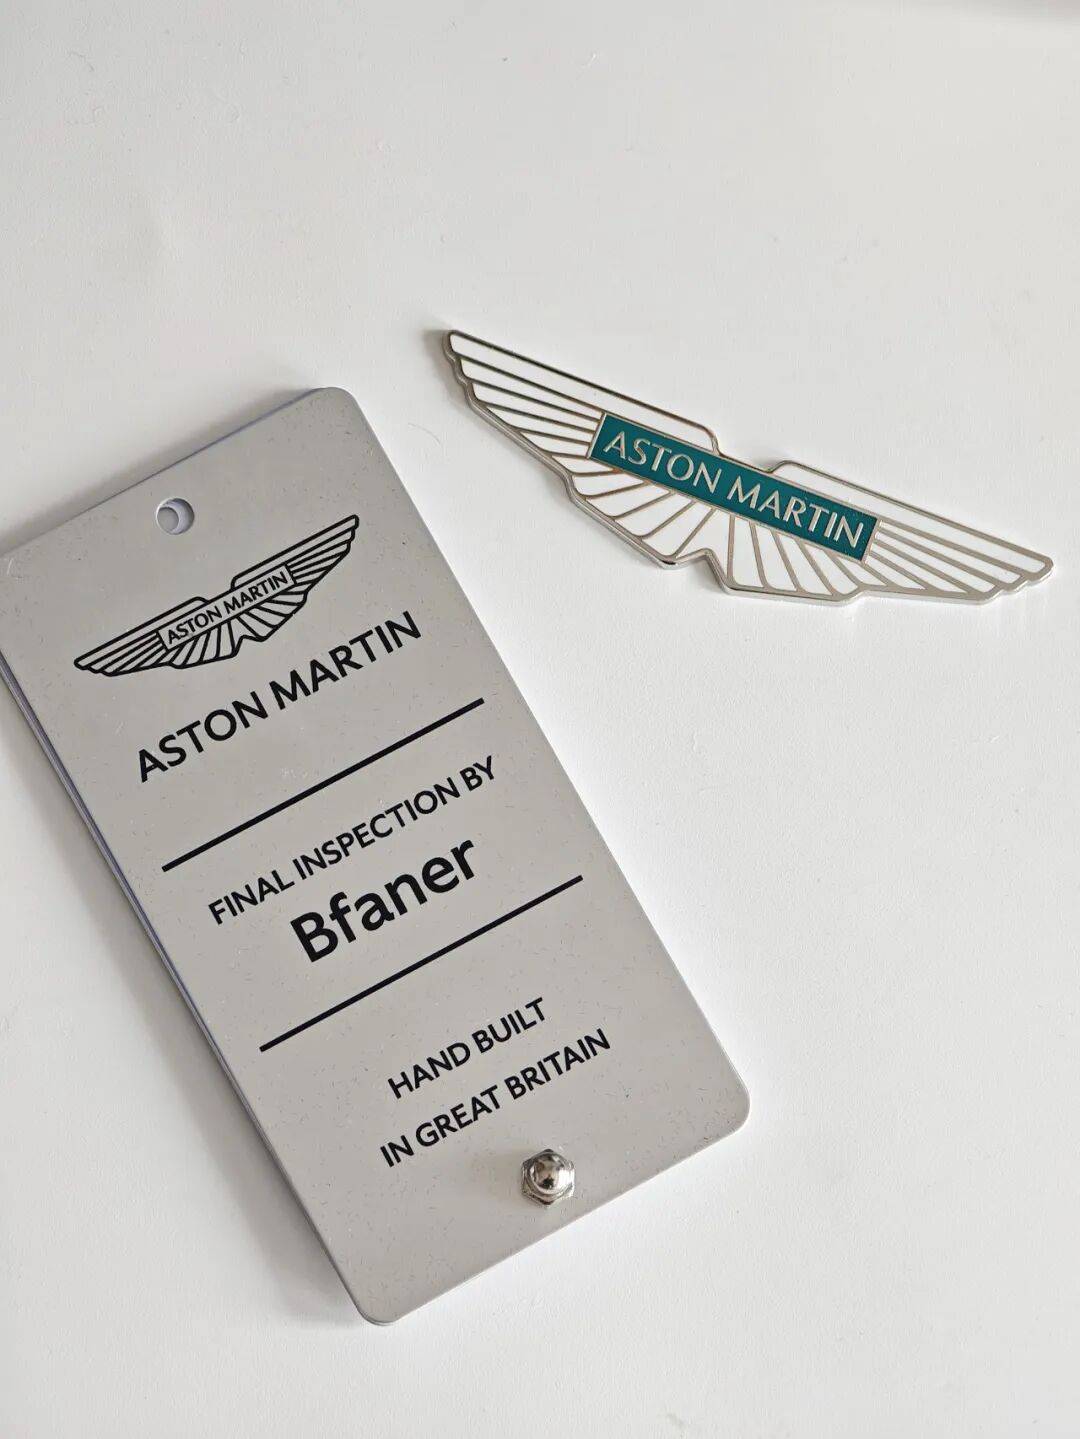 ASTON MARTIN
ASTON MARTIN
ASTON MARTIN
FINAL INSPECTION BY
Bfaner
HAND BUILT
IN GREAT BRITAIN